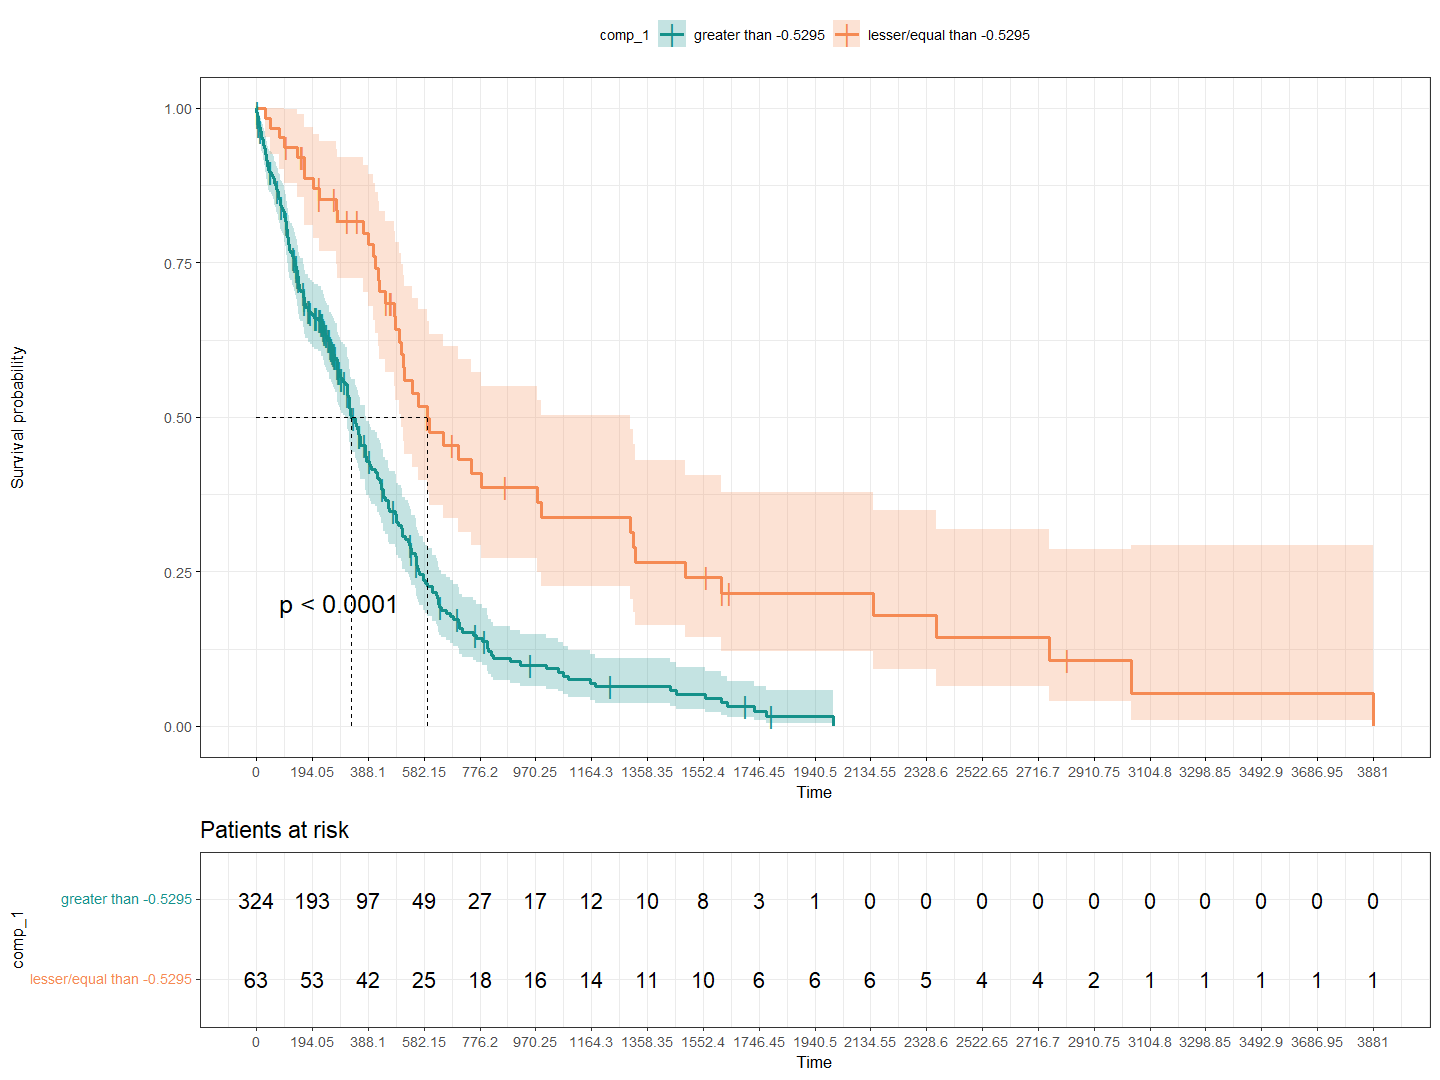 comp_1 greater than -0.5295 lesser/equal than -0.5295
1.00
0.75
Survival probability
0.50
0.25
p < 0.0001
0.00
0 194.05 388.1 582.15 776.2 970.25 1164.3 1358.35 1552.4 1746.45 1940.5 2134.55 2328.6 2522.65 2716.7 2910.75 3104.8 3298.85 3492.9 3686.95 3881
Time
Patients at risk
comp_1
greater than -0.5295 324 193 97 49 27 17 12 10 8 3 1 0 0 0 0 0 0 0 0 0 0
lesser/equal than -0.5295 63 53 42 25 18 16 14 11 10 6 6 6 5 4 4 2 1 1 1 1 1
0 194.05 388.1 582.15 776.2 970.25 1164.3 1358.35 1552.4 1746.45 1940.5 2134.55 2328.6 2522.65 2716.7 2910.75 3104.8 3298.85 3492.9 3686.95 3881
Time